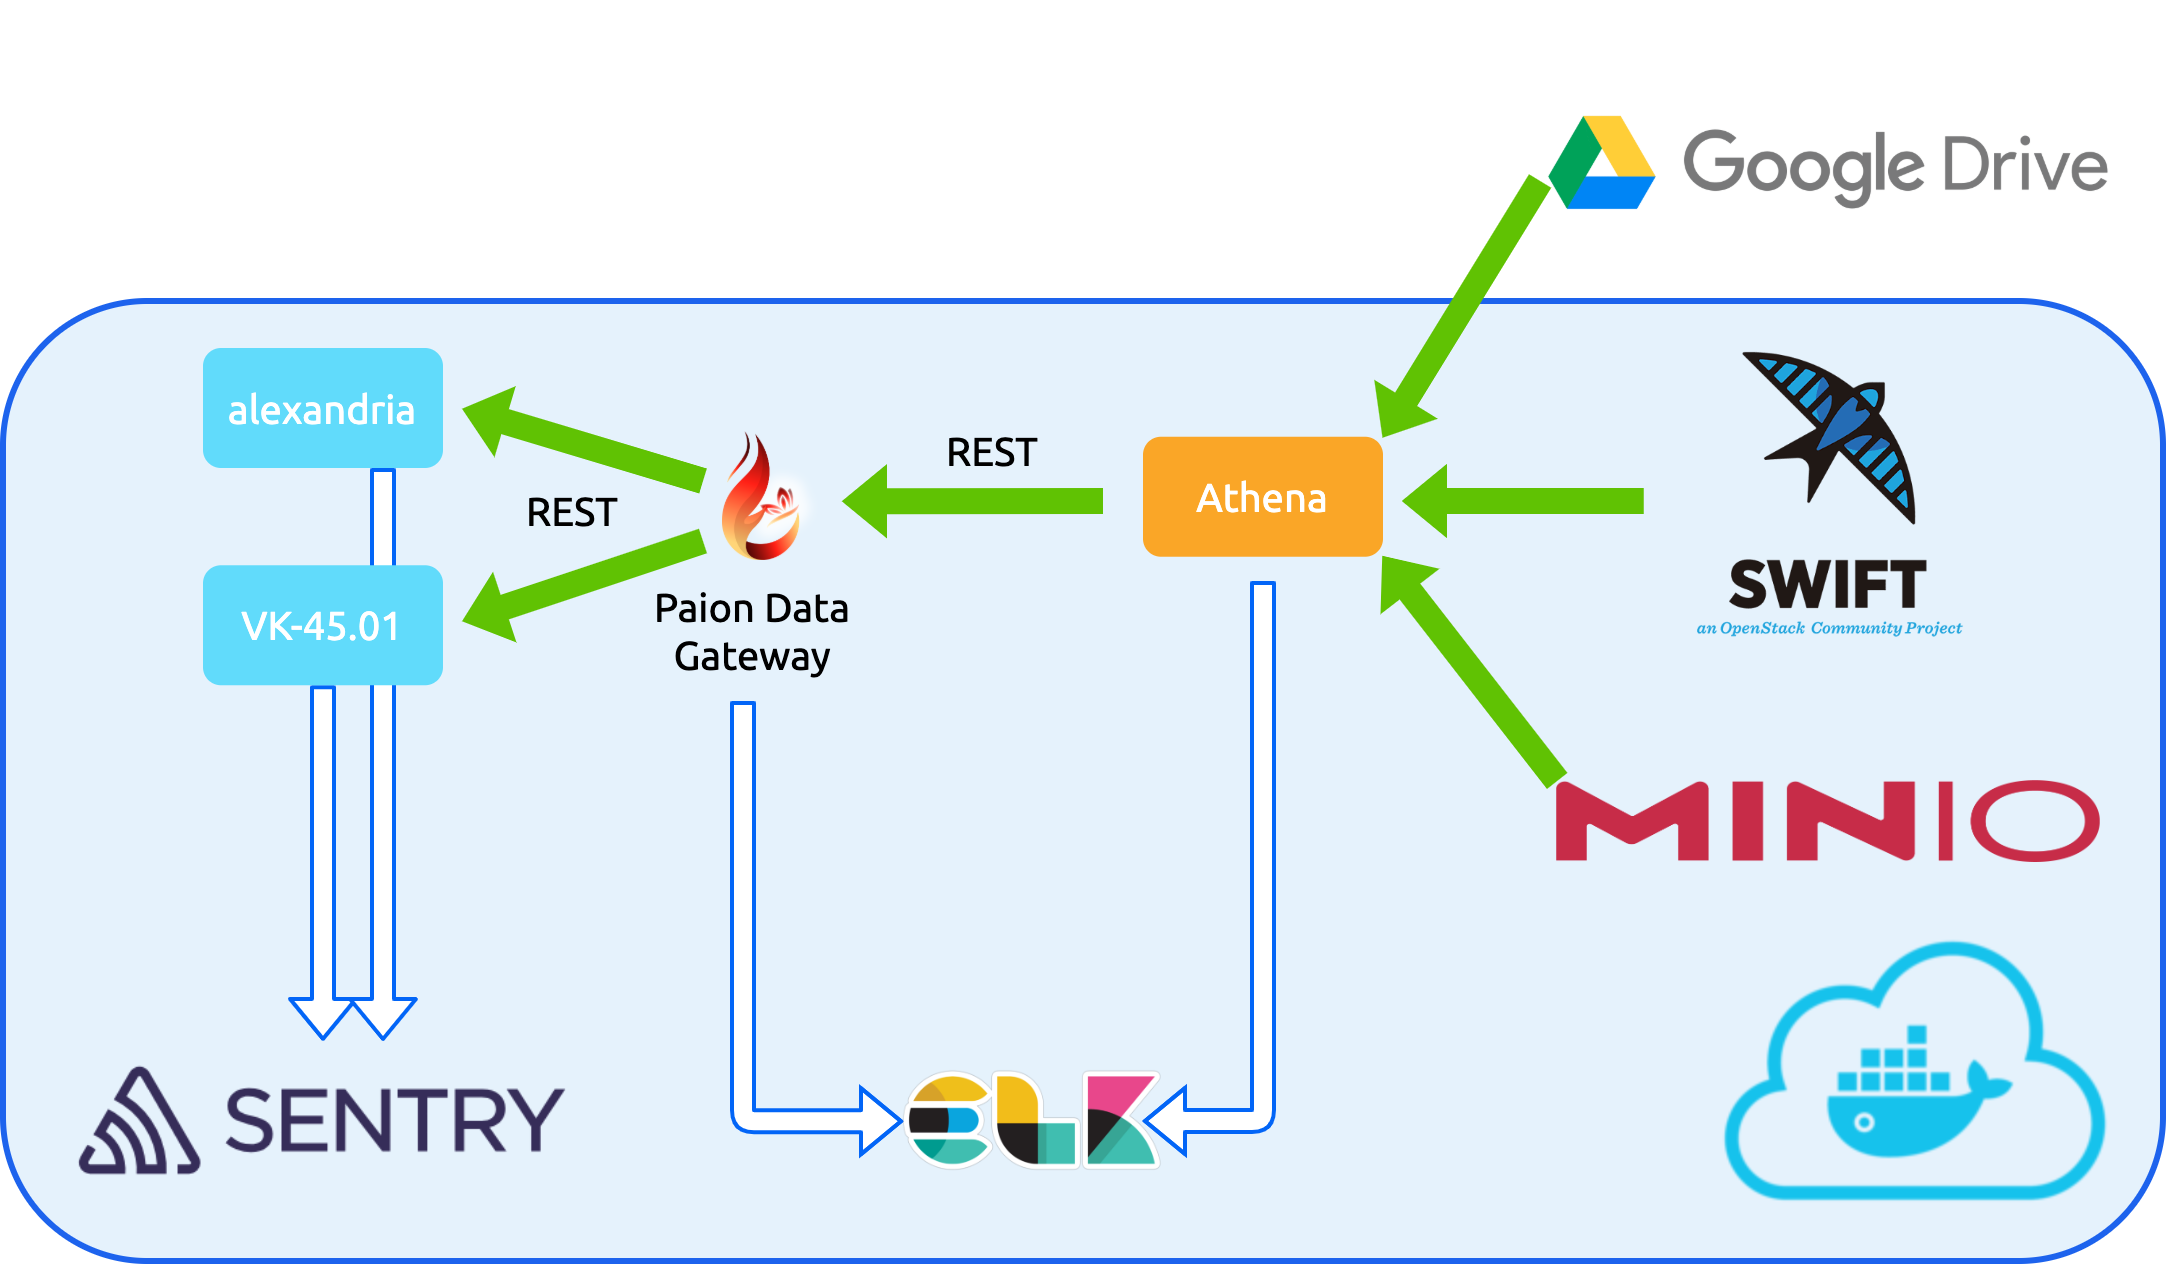 Google Drive
alexandria
REST
REST
Athena
VK-45.01
Paion Data
Gateway
SWIFT
an OpenStack Community Project
MINIO
SENTRY
ELK